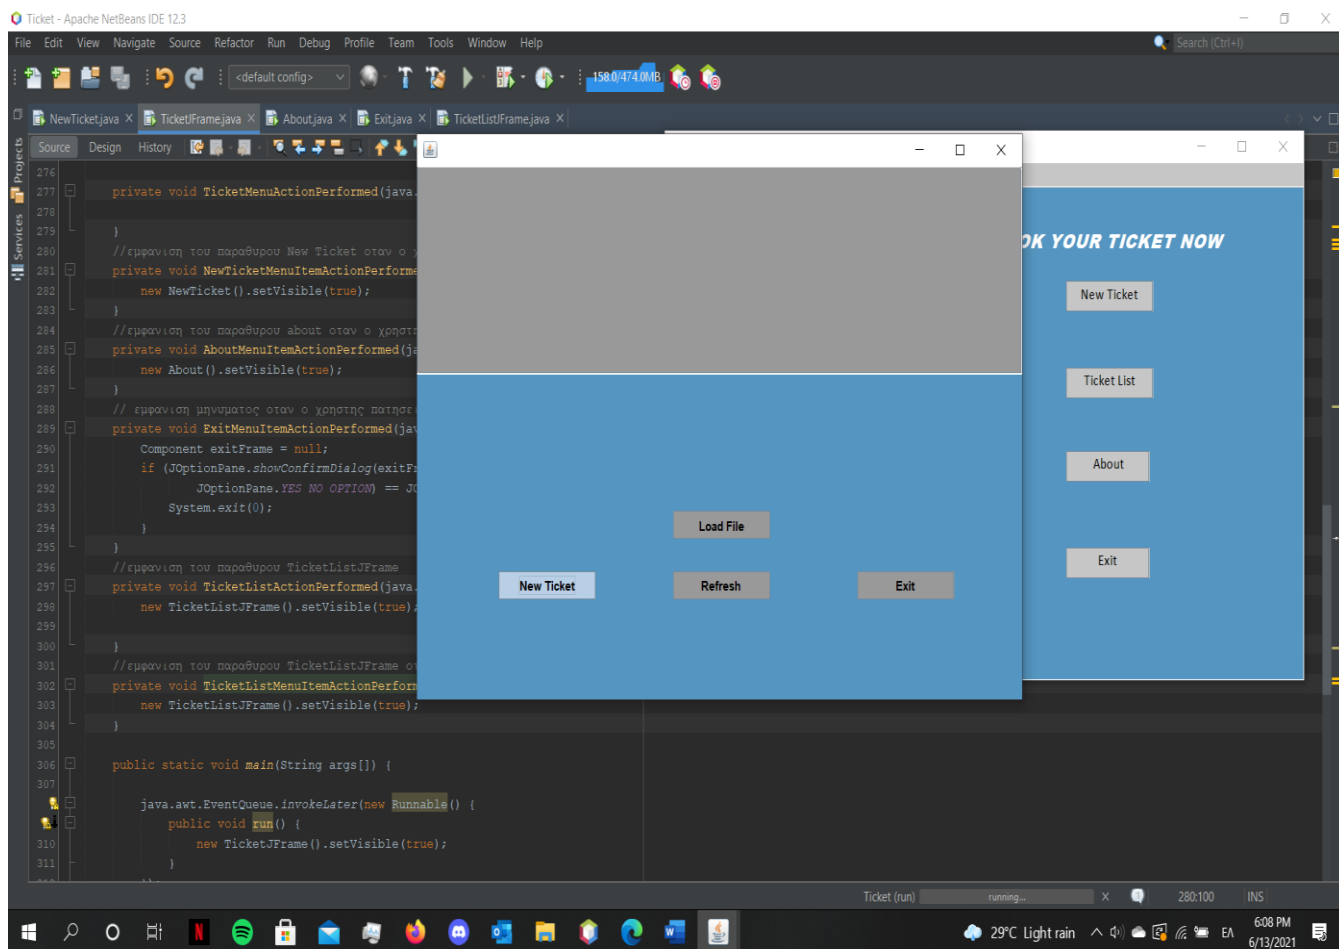 Ticket - Apache NetBeans IDE 12.3
File Edit View Navigate Source Refactor Run Debug Profile Team Tools Window Help
Search (Ctrl+I)
<default config>
158.0/474.0MB
NewTicket.java TicketJFrame.java About.java Exit.java TicketListJFrame.java
Projects
Services
Source Design History
276
277 private void TicketMenuActionPerformed(java.
278
279 }
280 //εμφανιση του παραθυρου New Ticket οταν ο χ
281 private void NewTicketMenuItemActionPerforme
282 new NewTicket().setVisible(true);
283 }
284 //εμφανιση του παραθυρου about οταν ο χρηστη
285 private void AboutMenuItemActionPerformed(ja
286 new About().setVisible(true);
287 }
288 // εμφανιση μηνυματος οταν ο χρηστης πατησε
289 private void ExitMenuItemActionPerformed(jav
290 Component exitFrame = null;
291 if (JOptionPane.showConfirmDialog(exitFr
292 JOptionPane.YES_NO_OPTION) == JO
293 System.exit(0);
294 }
295 }
296 //εμφανιση του παραθυρου TicketListJFrame
297 private void TicketListActionPerformed(java.
298 new TicketListJFrame().setVisible(true);
299
300 }
301 //εμφανιση του παραθυρου TicketListJFrame ο
302 private void TicketListMenuItemActionPerform
303 new TicketListJFrame().setVisible(true);
304 }
305
306 public static void main(String args[]) {
307
java.awt.EventQueue.invokeLater(new Runnable() {
public void run() {
310 new TicketJFrame().setVisible(true);
311 }
Load File
New Ticket Refresh Exit
OK YOUR TICKET NOW
New Ticket
Ticket List
About
Exit
Ticket (run) running... 280:100 INS
29°C Light rain ΕΛ 6:08 PM
6/13/2021